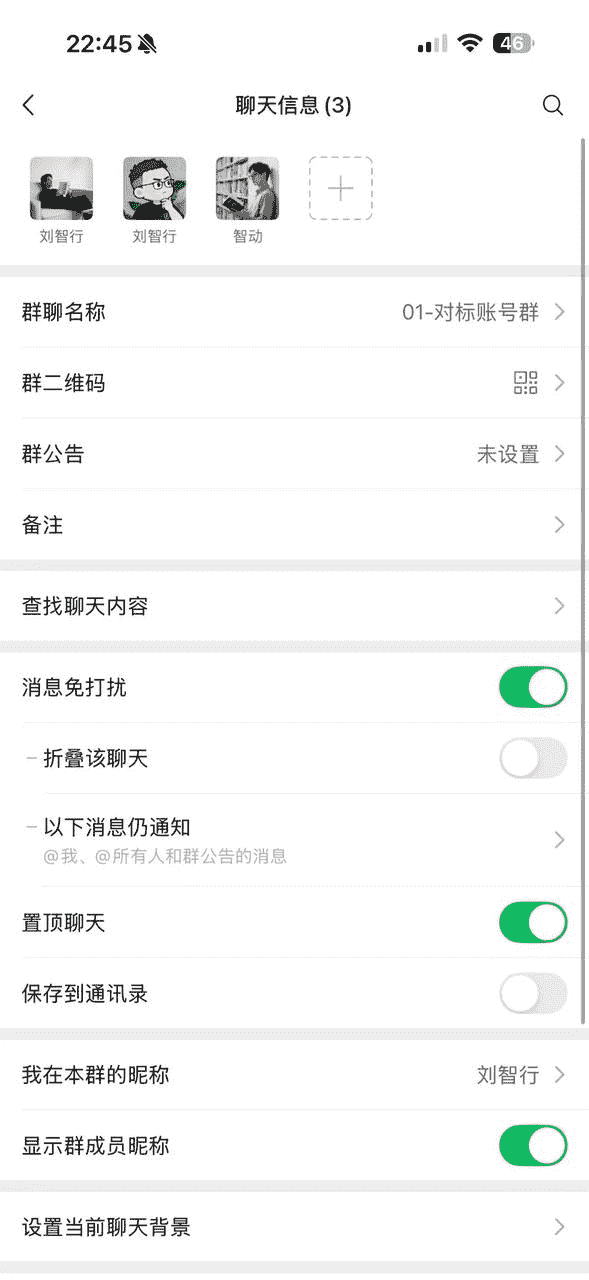 22:45
46
聊天信息(3)
刘智行
刘智行
智动
群聊名称
01-对标账号群
群二维码
群公告
未设置
备注
查找聊天内容
消息免打扰
折叠该聊天
以下消息仍通知
@我、@所有人和群公告的消息
置顶聊天
保存到通讯录
我在本群的昵称
刘智行
显示群成员昵称
设置当前聊天背景